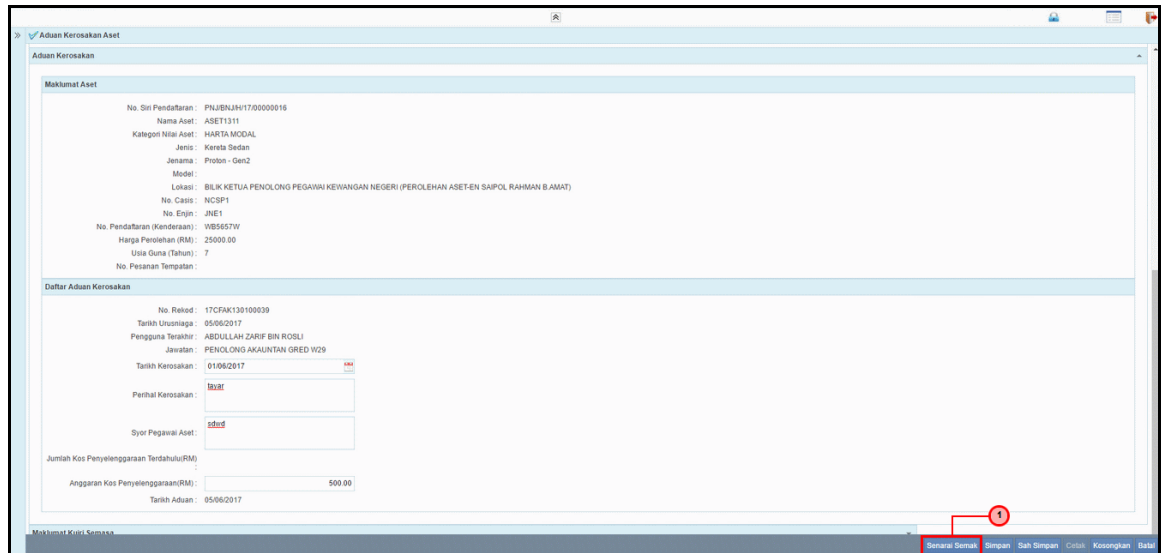 Aduan Kerosakan Aset
Aduan Kerosakan
Maklumat Aset
No. Siri Pendaftaran : PNJ/BNJ/H/17/00000016
Nama Aset : ASET1311
Kategori Nilai Aset : HARTA MODAL
Jenis : Kereta Sedan
Jenama : Proton - Gen2
Model :
Lokasi : BILIK KETUA PENOLONG PEGAWAI KEWANGAN NEGERI (PEROLEHAN ASET-EN SAIPOL RAHMAN B.AMAT)
No. Casis : NCSP1
No. Enjin : JNE1
No. Pendaftaran (Kenderaan) : WB5657W
Harga Perolehan (RM) : 25000.00
Usia Guna (Tahun) : 7
No. Pesanan Tempatan :
Daftar Aduan Kerosakan
No. Rekod : 17CFAK130100039
Tarikh Urusniaga : 05/06/2017
Pengguna Terakhir : ABDULLAH ZARIF BIN ROSLI
Jawatan : PENOLONG AKAUNTAN GRED W29
Tarikh Kerosakan : 01/06/2017
Perihal Kerosakan : tayar
Syor Pegawai Aset : sdwd
Jumlah Kos Penyelenggaraan Terdahulu(RM)
:
Anggaran Kos Penyelenggaraan(RM) : 500.00
Tarikh Aduan : 05/06/2017
1
Maklumat Kuiri Semasa
Senarai Semak Simpan Sah Simpan Cetak Kosongkan Batal